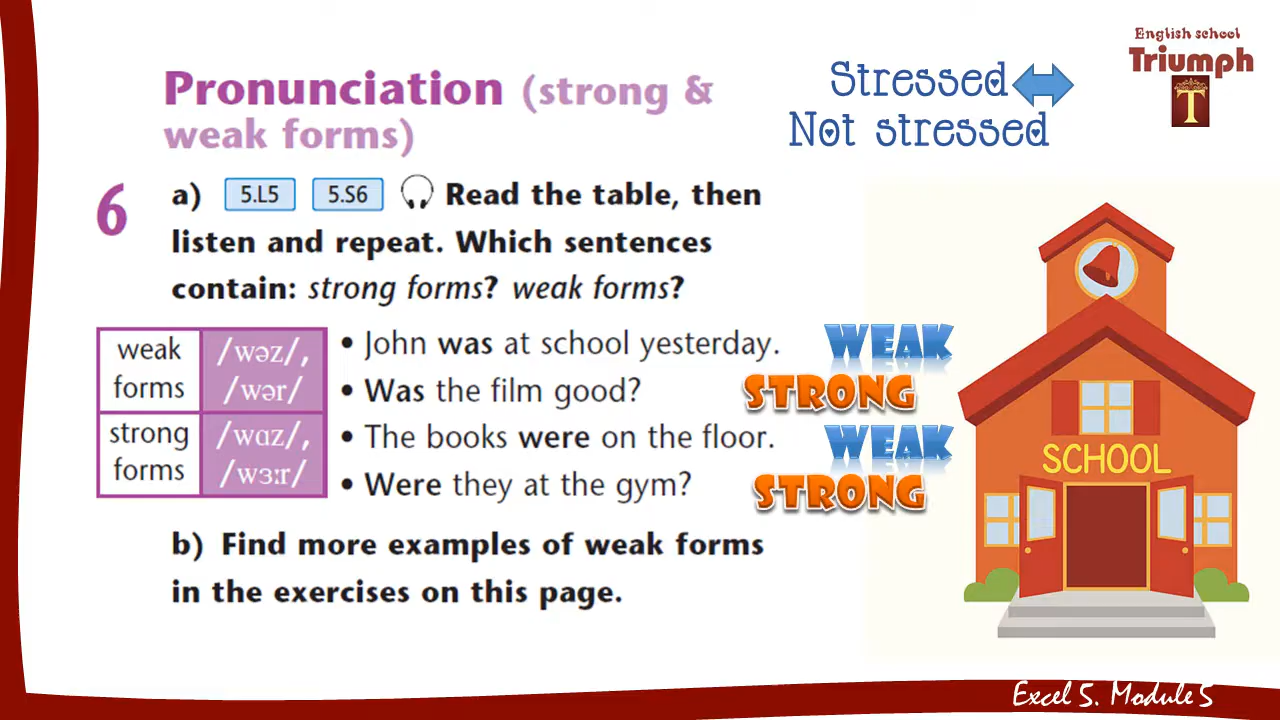 Pronunciation (strong &
weak forms)
Stressed
Not stressed
English school
Triumph
T
6
a) 5.L5 5.S6 Read the table, then
listen and repeat. Which sentences
contain: strong forms? weak forms?
weak forms /wəz/, /wər/
strong forms /wɑz/, /wɜːr/
• John was at school yesterday. WEAK
• Was the film good? STRONG
• The books were on the floor. WEAK
• Were they at the gym? STRONG
SCHOOL
b) Find more examples of weak forms
in the exercises on this page.
Excel 5. Module 5